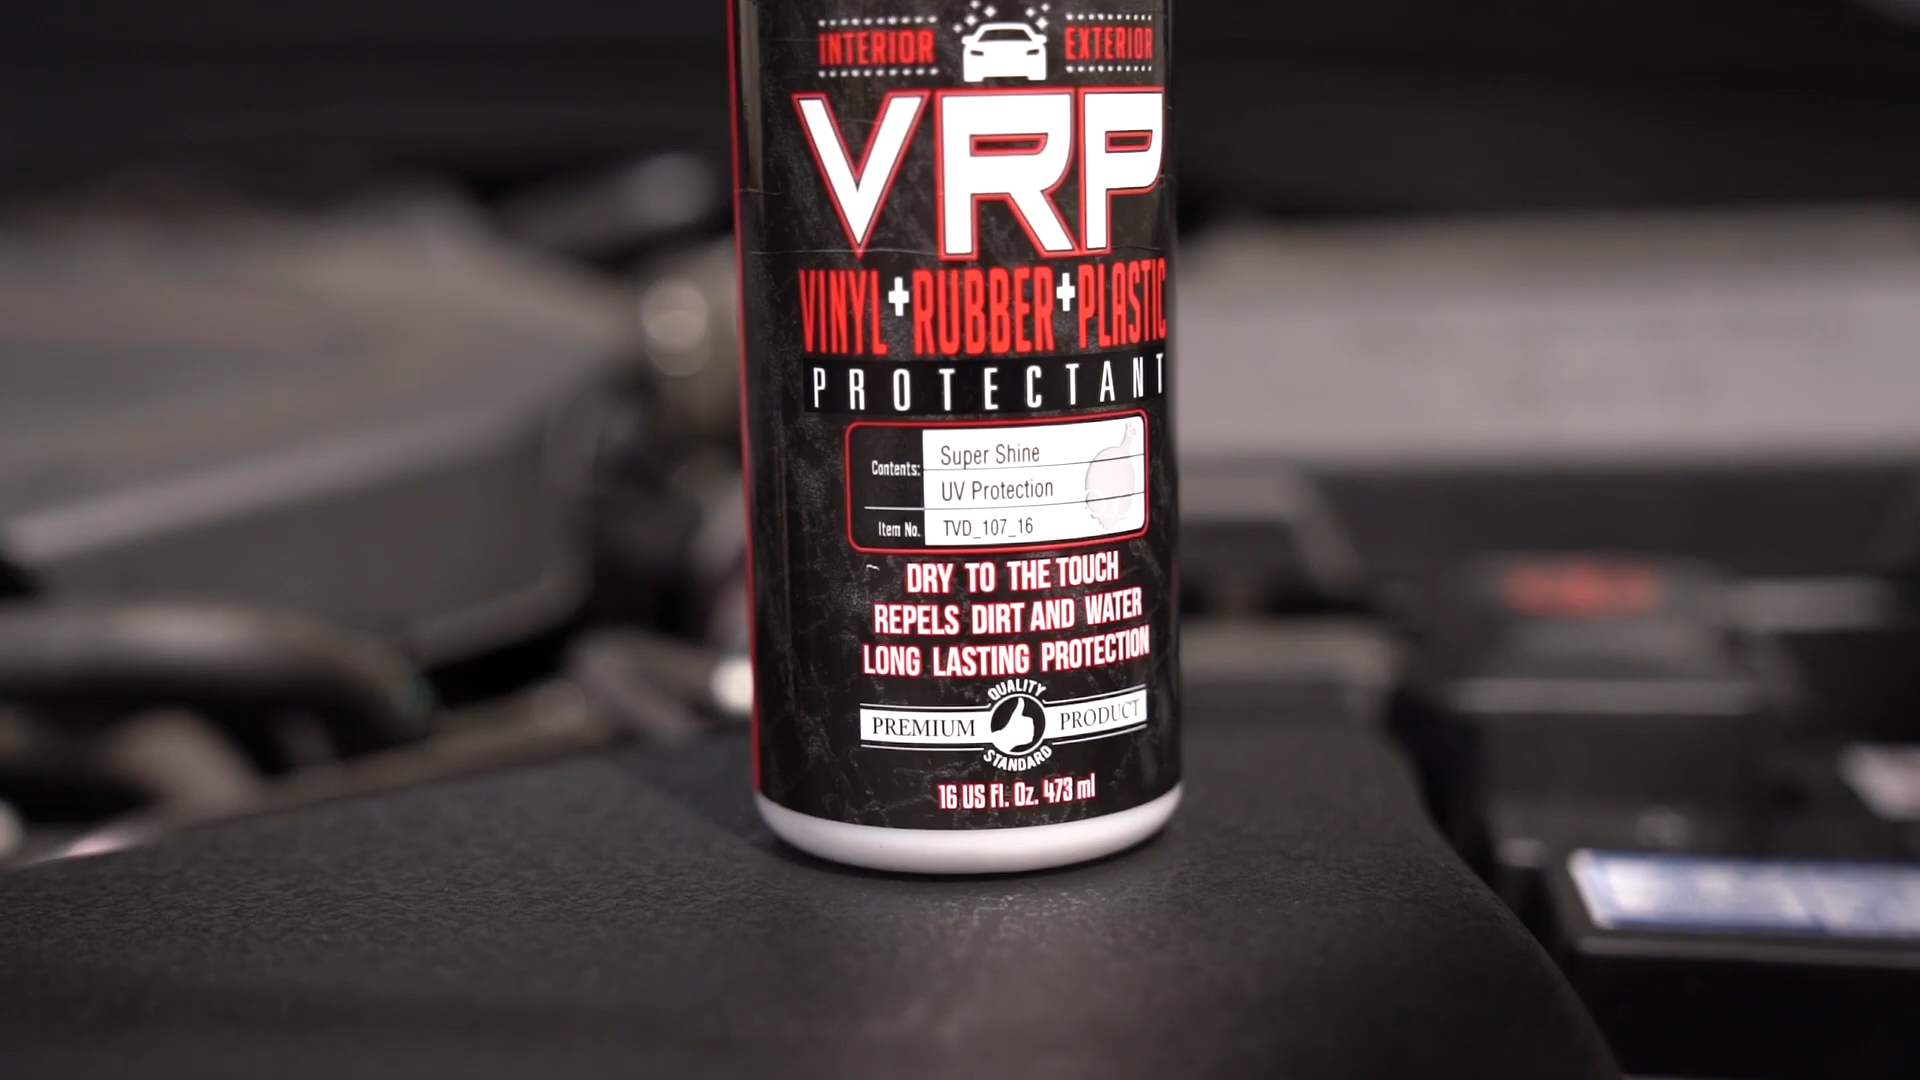 INTERIOR EXTERIOR
VRP
VINYL+RUBBER+PLASTIC
PROTECTANT
Contents: Super Shine
UV Protection
Item No. TVD_107_16
DRY TO THE TOUCH
REPELS DIRT AND WATER
LONG LASTING PROTECTION
QUALITY
PREMIUM PRODUCT
STANDARD
16 US Fl. Oz. 473 ml